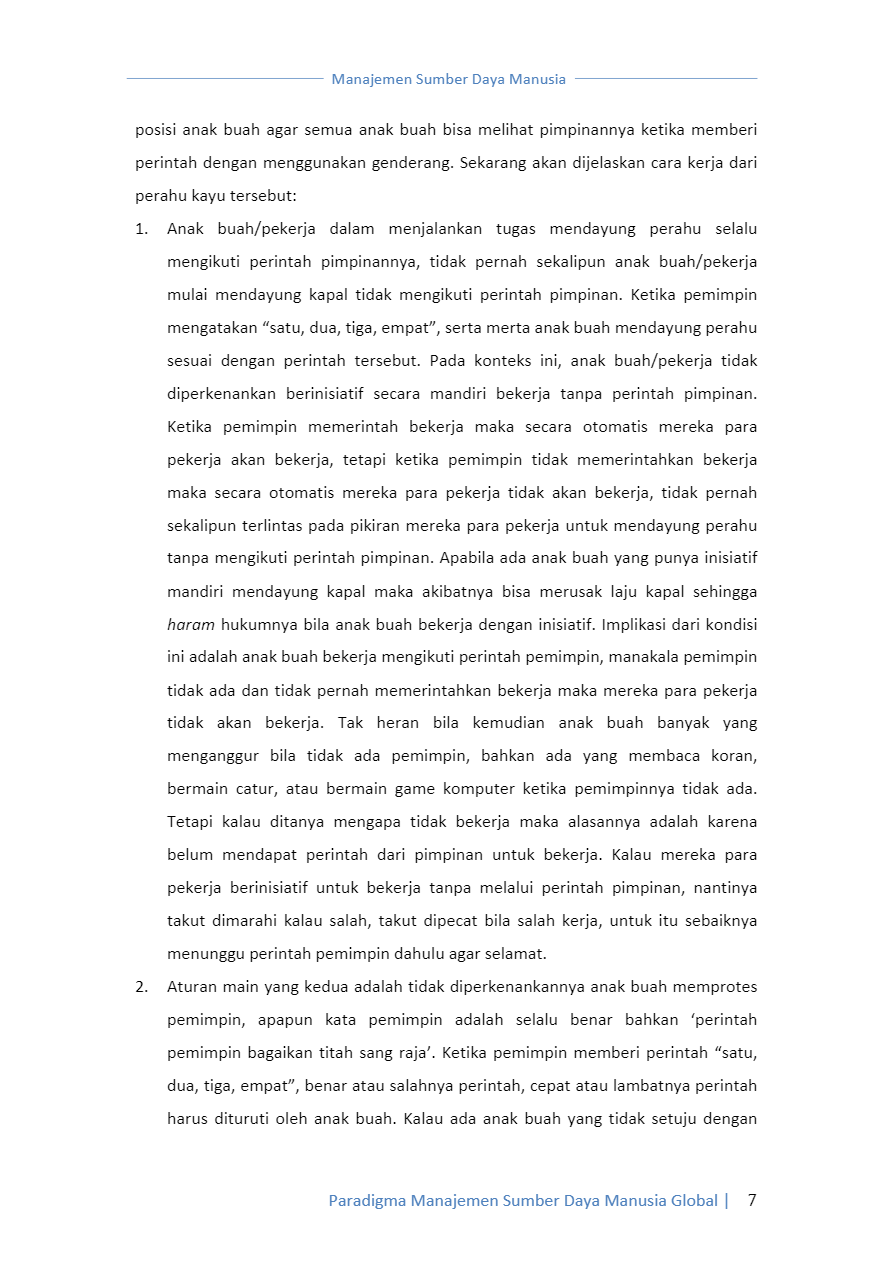 Manajemen Sumber Daya Manusia
posisi anak buah agar semua anak buah bisa melihat pimpinannya ketika memberi
perintah dengan menggunakan genderang. Sekarang akan dijelaskan cara kerja dari
perahu kayu tersebut:
1. Anak buah/pekerja dalam menjalankan tugas mendayung perahu selalu
mengikuti perintah pimpinannya, tidak pernah sekalipun anak buah/pekerja
mulai mendayung kapal tidak mengikuti perintah pimpinan. Ketika pemimpin
mengatakan “satu, dua, tiga, empat”, serta merta anak buah mendayung perahu
sesuai dengan perintah tersebut. Pada konteks ini, anak buah/pekerja tidak
diperkenankan berinisiatif secara mandiri bekerja tanpa perintah pimpinan.
Ketika pemimpin memerintah bekerja maka secara otomatis mereka para
pekerja akan bekerja, tetapi ketika pemimpin tidak memerintahkan bekerja
maka secara otomatis mereka para pekerja tidak akan bekerja, tidak pernah
sekalipun terlintas pada pikiran mereka para pekerja untuk mendayung perahu
tanpa mengikuti perintah pimpinan. Apabila ada anak buah yang punya inisiatif
mandiri mendayung kapal maka akibatnya bisa merusak laju kapal sehingga
haram hukumnya bila anak buah bekerja dengan inisiatif. Implikasi dari kondisi
ini adalah anak buah bekerja mengikuti perintah pemimpin, manakala pemimpin
tidak ada dan tidak pernah memerintahkan bekerja maka mereka para pekerja
tidak akan bekerja. Tak heran bila kemudian anak buah banyak yang
menganggur bila tidak ada pemimpin, bahkan ada yang membaca koran,
bermain catur, atau bermain game komputer ketika pemimpinnya tidak ada.
Tetapi kalau ditanya mengapa tidak bekerja maka alasannya adalah karena
belum mendapat perintah dari pimpinan untuk bekerja. Kalau mereka para
pekerja berinisiatif untuk bekerja tanpa melalui perintah pimpinan, nantinya
takut dimarahi kalau salah, takut dipecat bila salah kerja, untuk itu sebaiknya
menunggu perintah pemimpin dahulu agar selamat.
2. Aturan main yang kedua adalah tidak diperkenankannya anak buah memprotes
pemimpin, apapun kata pemimpin adalah selalu benar bahkan ‘perintah
pemimpin bagaikan titah sang raja’. Ketika pemimpin memberi perintah “satu,
dua, tiga, empat”, benar atau salahnya perintah, cepat atau lambatnya perintah
harus dituruti oleh anak buah. Kalau ada anak buah yang tidak setuju dengan
Paradigma Manajemen Sumber Daya Manusia Global | 7